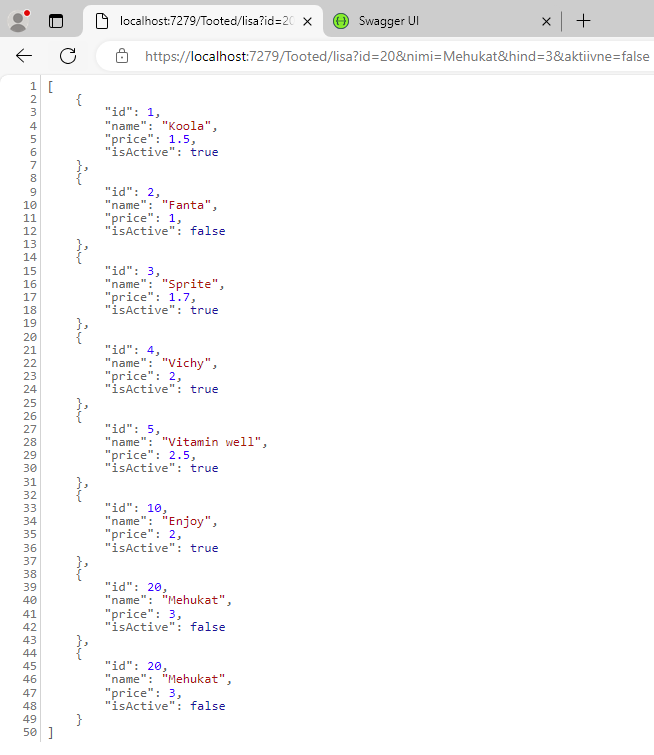 localhost:7279/Tooted/lisa?id=20
Swagger UI
https://localhost:7279/Tooted/lisa?id=20&nimi=Mehukat&hind=3&aktiivne=false
1 [
2 {
3 "id": 1,
4 "name": "Koola",
5 "price": 1.5,
6 "isActive": true
7 },
8 {
9 "id": 2,
10 "name": "Fanta",
11 "price": 1,
12 "isActive": false
13 },
14 {
15 "id": 3,
16 "name": "Sprite",
17 "price": 1.7,
18 "isActive": true
19 },
20 {
21 "id": 4,
22 "name": "Vichy",
23 "price": 2,
24 "isActive": true
25 },
26 {
27 "id": 5,
28 "name": "Vitamin well",
29 "price": 2.5,
30 "isActive": true
31 },
32 {
33 "id": 10,
34 "name": "Enjoy",
35 "price": 2,
36 "isActive": true
37 },
38 {
39 "id": 20,
40 "name": "Mehukat",
41 "price": 3,
42 "isActive": false
43 },
44 {
45 "id": 20,
46 "name": "Mehukat",
47 "price": 3,
48 "isActive": false
49 }
50 ]